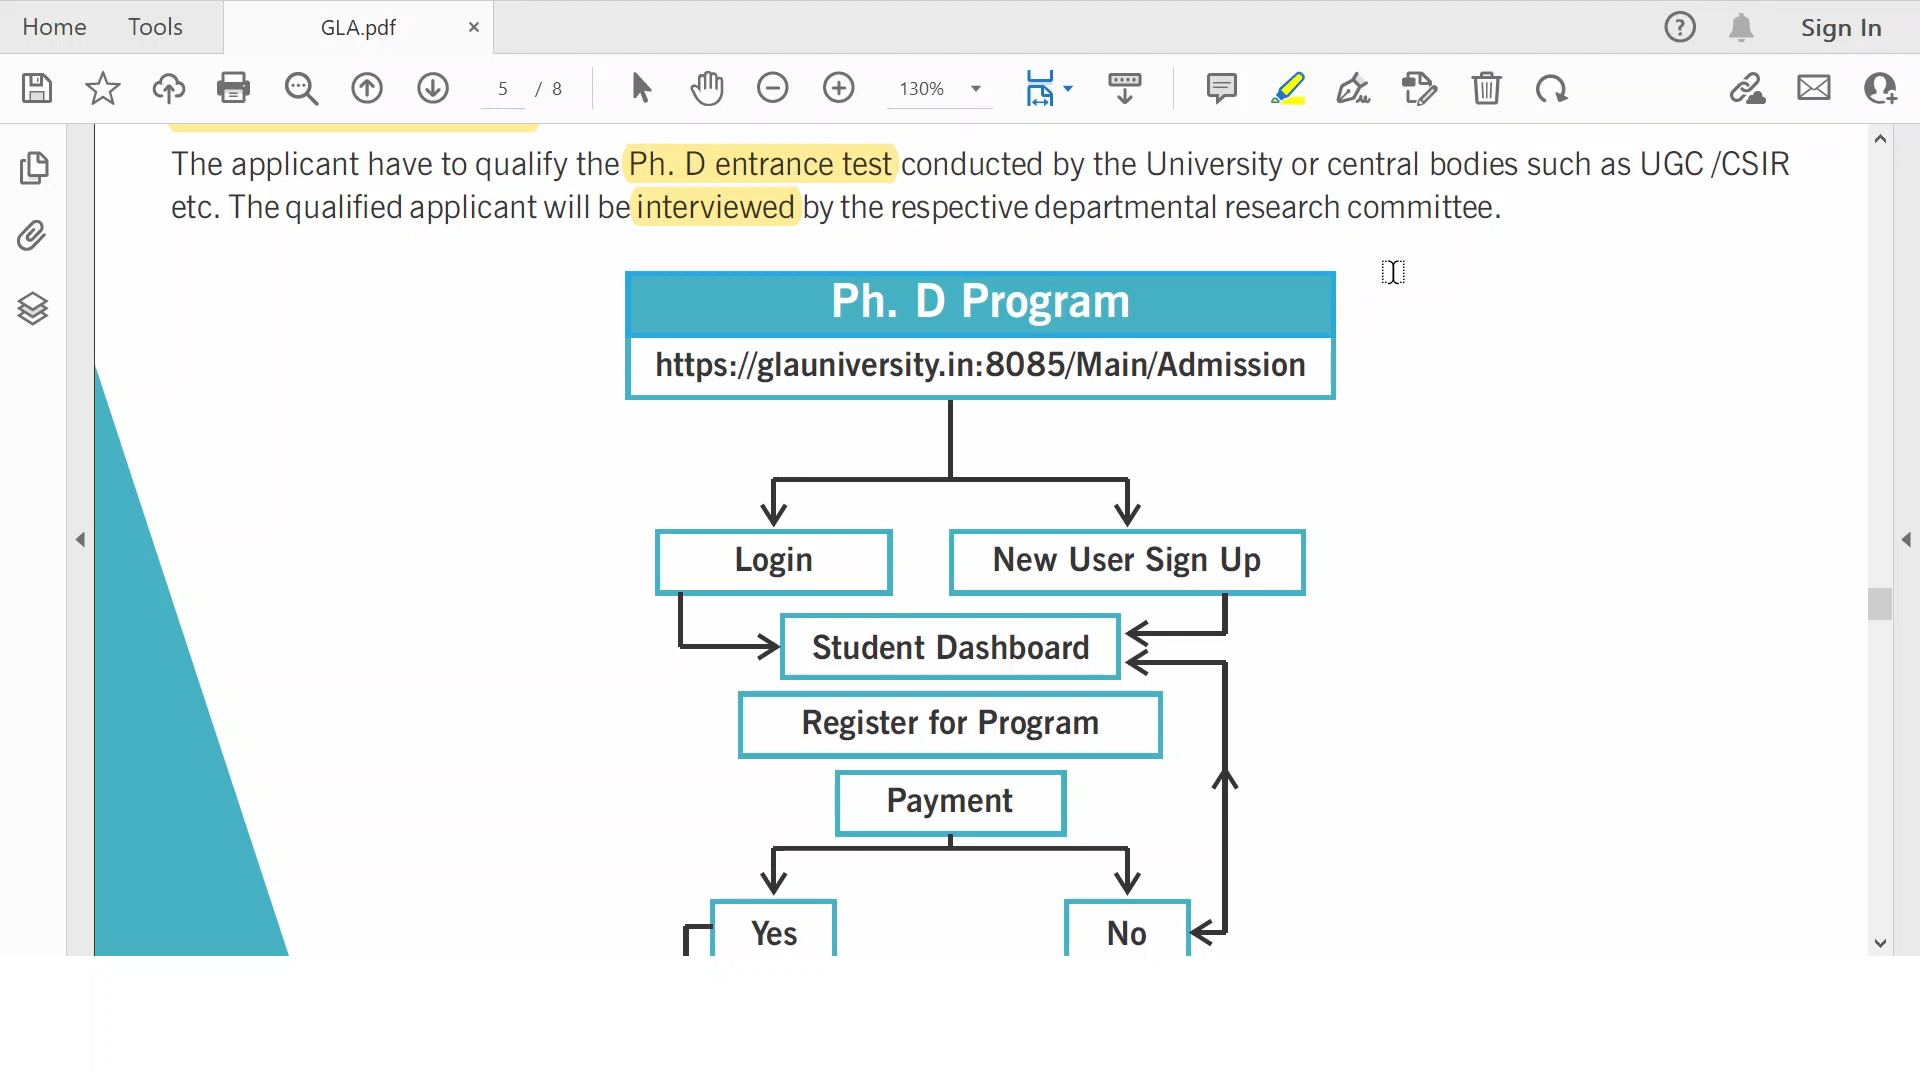 Home Tools GLA.pdf × ? Sign In
5 / 8 130%
The applicant have to qualify the Ph. D entrance test conducted by the University or central bodies such as UGC /CSIR
etc. The qualified applicant will be interviewed by the respective departmental research committee.
Ph. D Program
https://glauniversity.in:8085/Main/Admission
Login New User Sign Up
Student Dashboard
Register for Program
Payment
Yes No